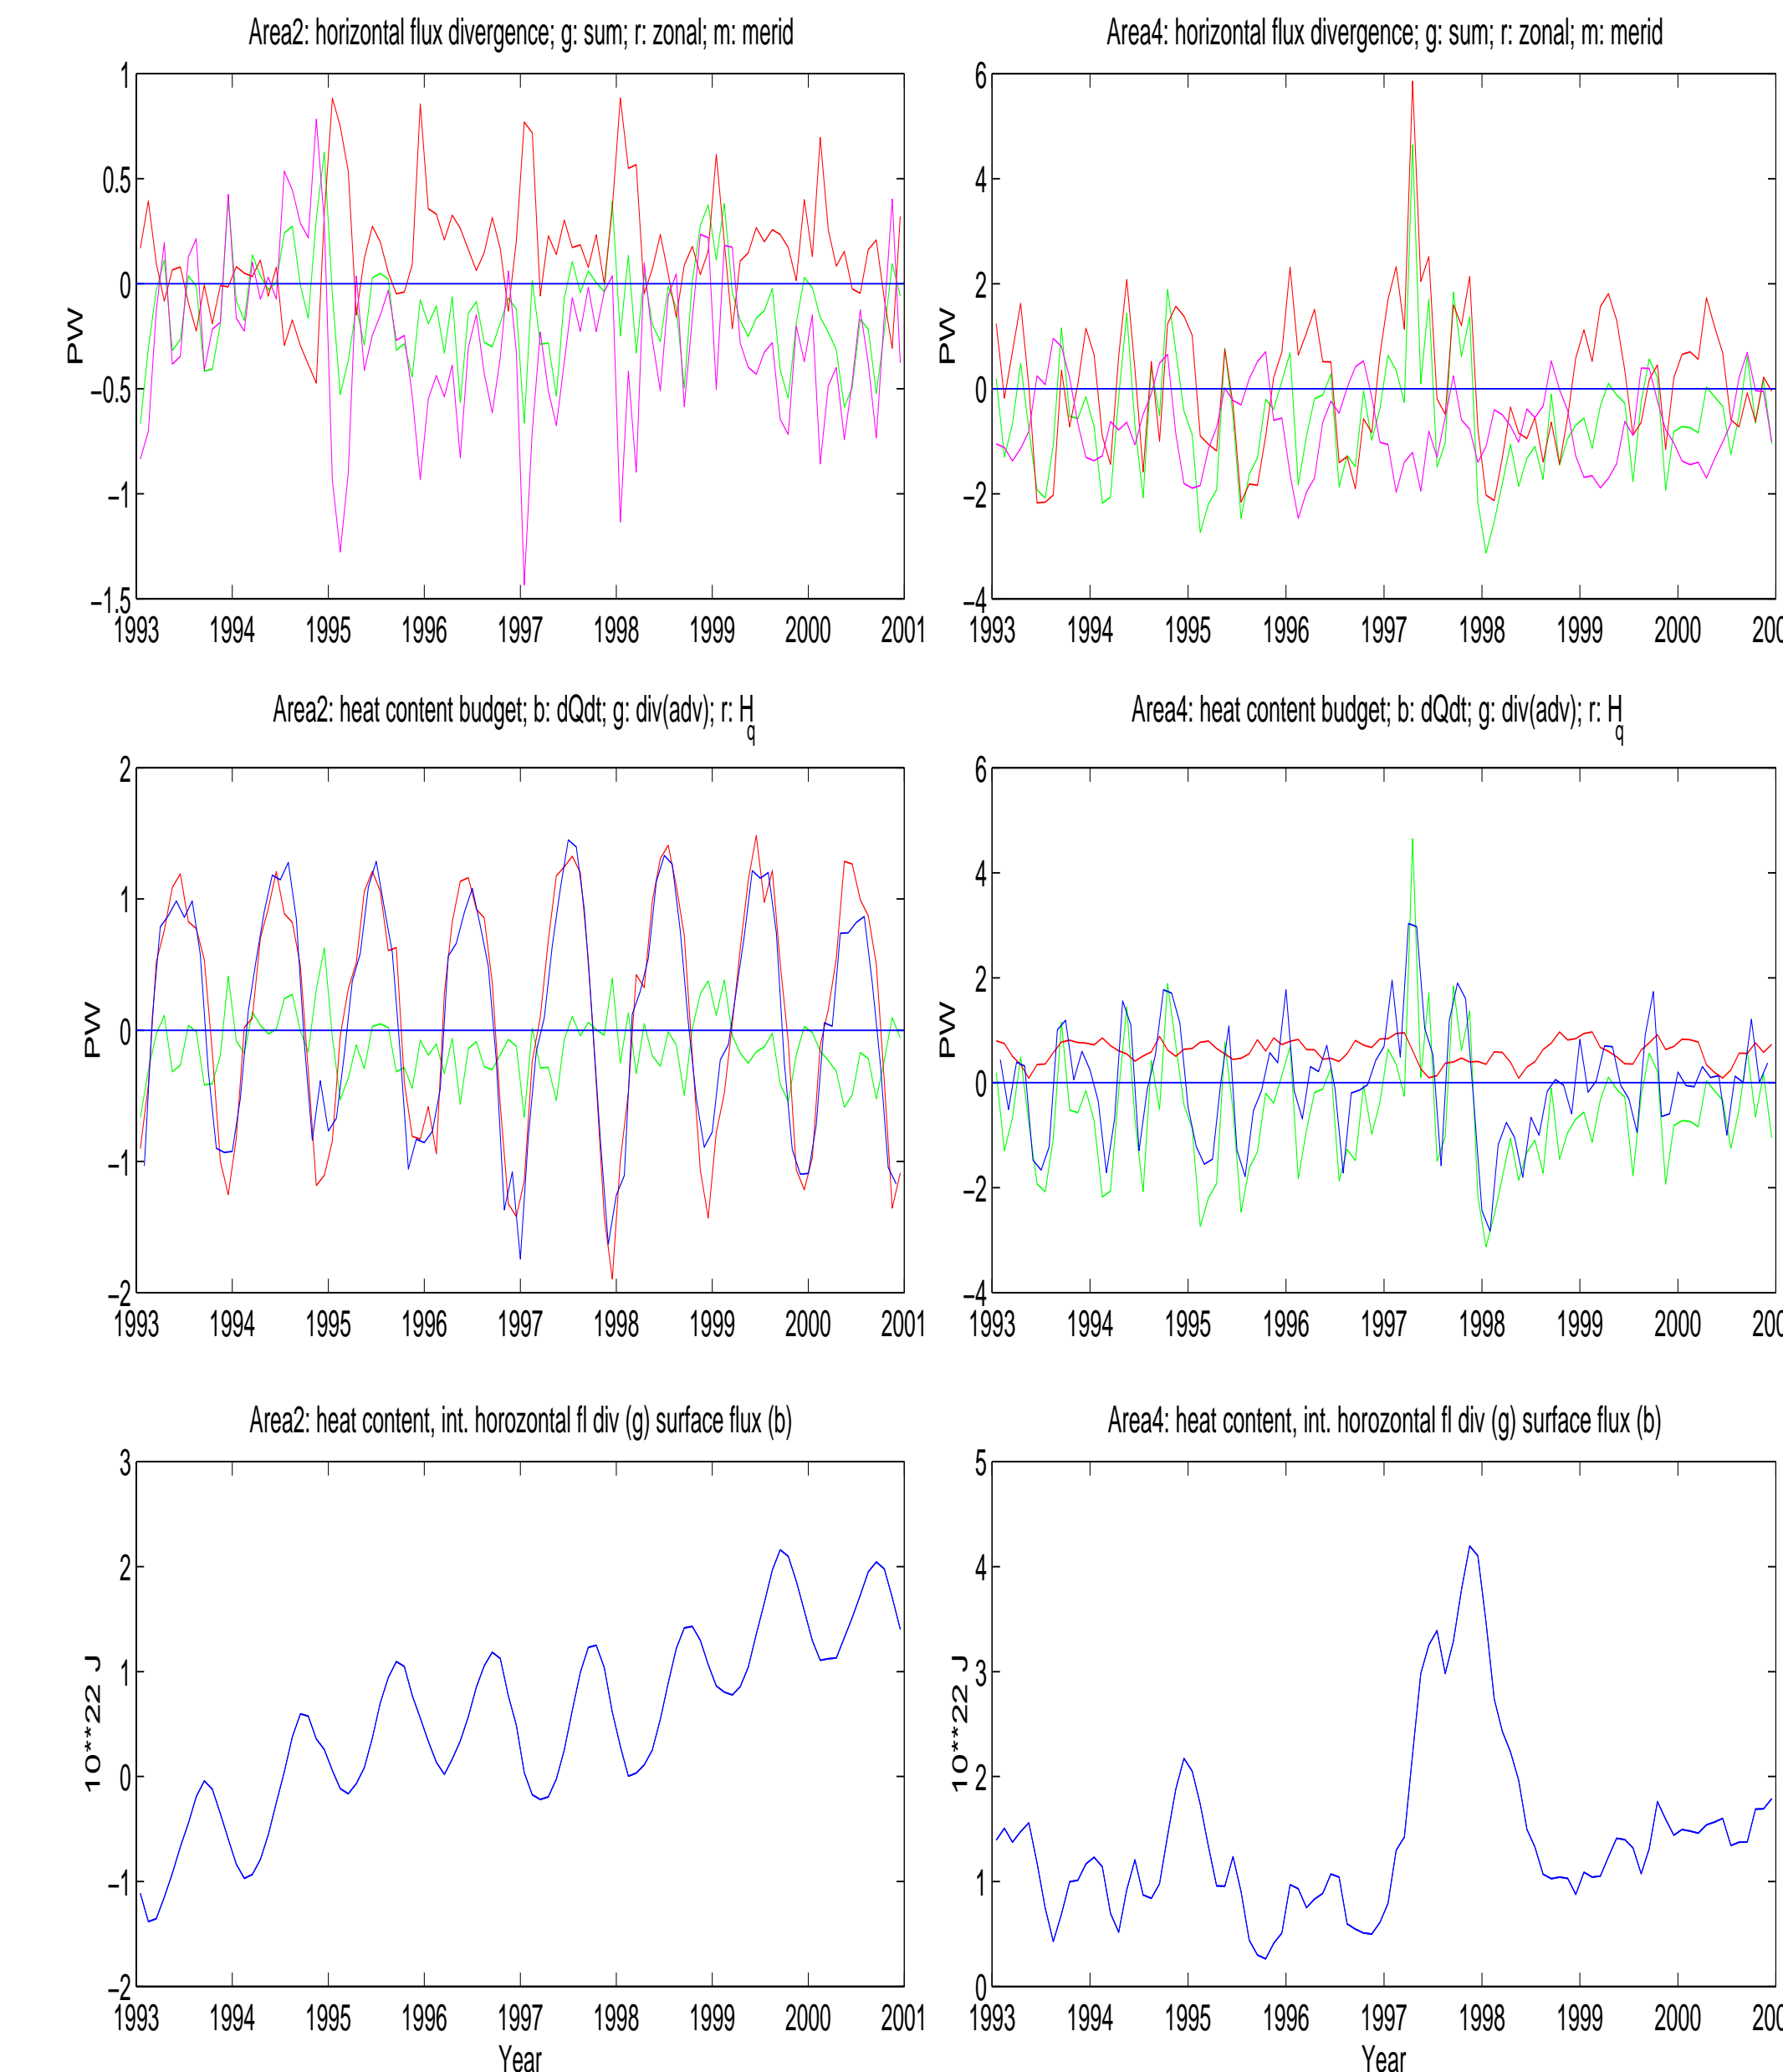 Area2: horizontal flux divergence; g: sum; r: zonal; m: merid
Area4: horizontal flux divergence; g: sum; r: zonal; m: merid
1
0.5
0
−0.5
−1
−1.5
PW
1993 1994 1995 1996 1997 1998 1999 2000 2001
6
4
2
0
−2
−4
PW
1993 1994 1995 1996 1997 1998 1999 2000 200
Area2: heat content budget; b: dQdt; g: div(adv); r: Hq
Area4: heat content budget; b: dQdt; g: div(adv); r: Hq
2
1
0
−1
−2
PW
1993 1994 1995 1996 1997 1998 1999 2000 2001
6
4
2
0
−2
−4
PW
1993 1994 1995 1996 1997 1998 1999 2000 200
Area2: heat content, int. horozontal fl div (g) surface flux (b)
Area4: heat content, int. horozontal fl div (g) surface flux (b)
3
2
1
0
−1
−2
10**22 J
1993 1994 1995 1996 1997 1998 1999 2000 2001
Year
5
4
3
2
1
0
10**22 J
1993 1994 1995 1996 1997 1998 1999 2000 200
Year